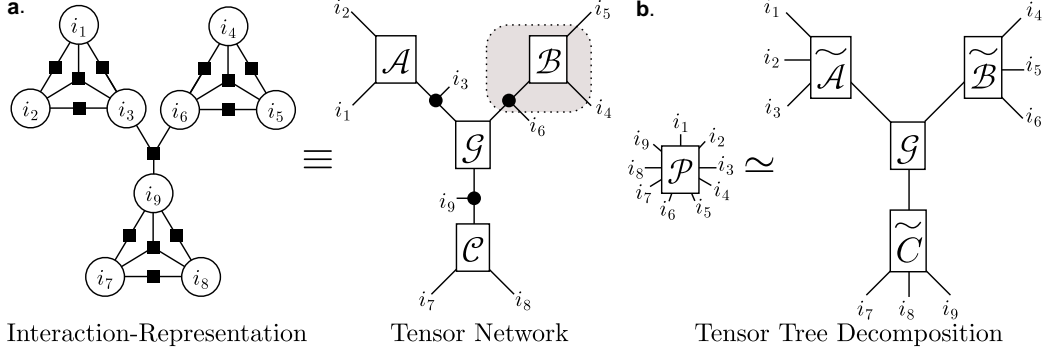 a.
i₁
i₄
i₂
i₃
i₆
i₅
i₉
i₇
i₈
Interaction-Representation
≡
i₂
i₅
𝒜
ℬ
i₃
i₁
i₆
i₄
𝒢
i₉
𝒞
i₇
i₈
Tensor Network
b.
i₁
i₉
i₂
i₈
𝒫
i₃
i₇
i₄
i₆
i₅
≃
i₁
i₄
i₂
𝒜̃
ℬ̃
i₅
i₃
i₆
𝒢
C̃
i₇
i₈
i₉
Tensor Tree Decomposition